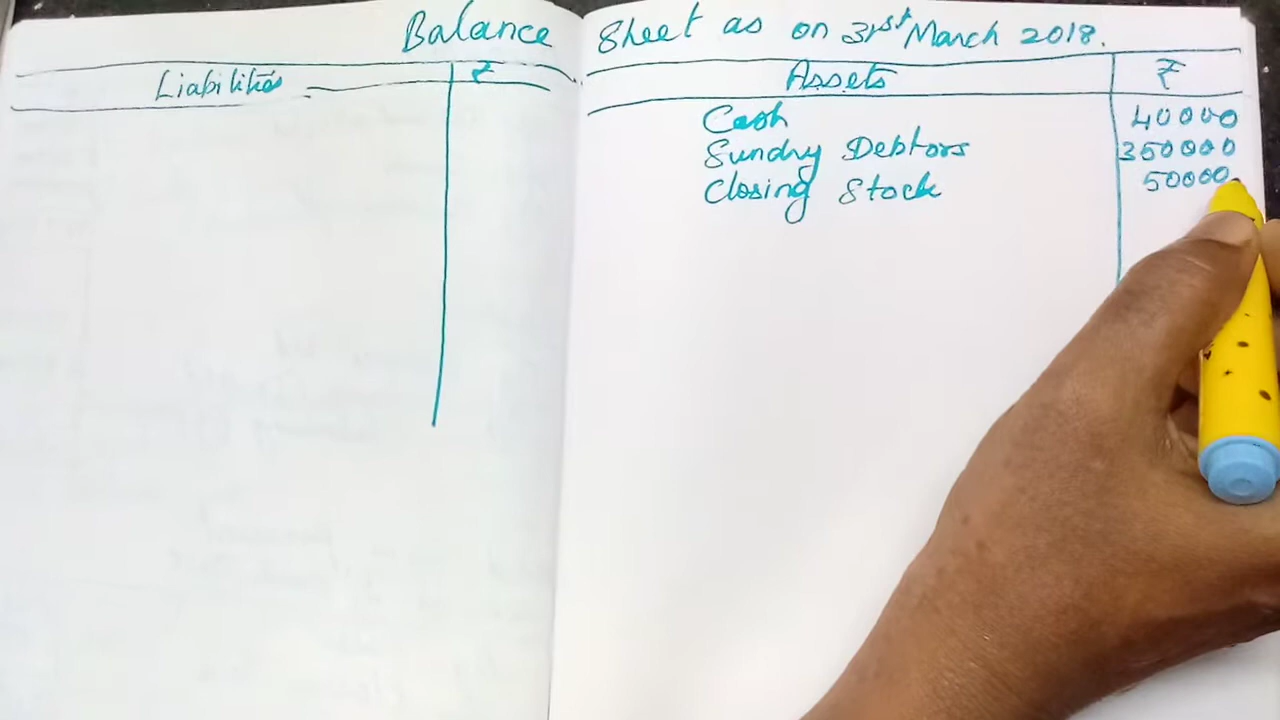 Balance Sheet as on 31st March 2018.
Liabilities ₹ Assets ₹
Cash 40000
Sundry Debtors 350000
Closing Stock 50000